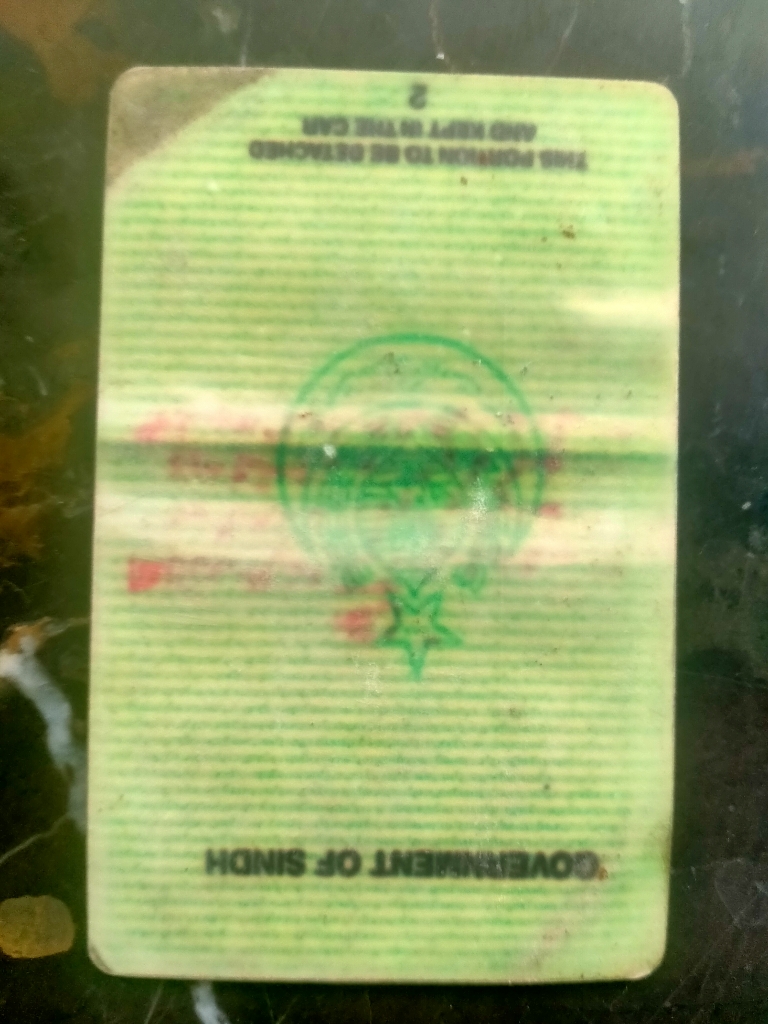 GOVERNMENT OF SINDH
THIS PORTION TO BE DETACHED
AND KEPT IN THE CAR
2